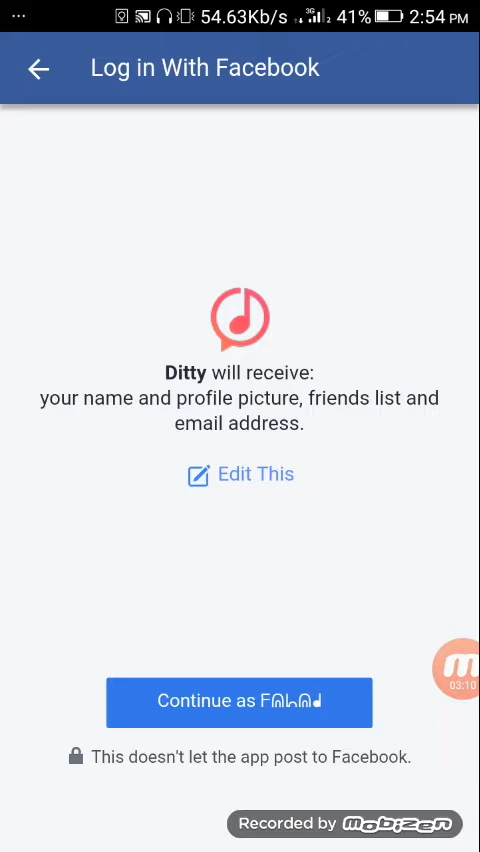 ... 54.63Kb/s 3G 2 41% 2:54 PM
Log in With Facebook
Ditty will receive:
your name and profile picture, friends list and
email address.
Edit This
03:10
Continue as
This doesn't let the app post to Facebook.
Recorded by mobizen